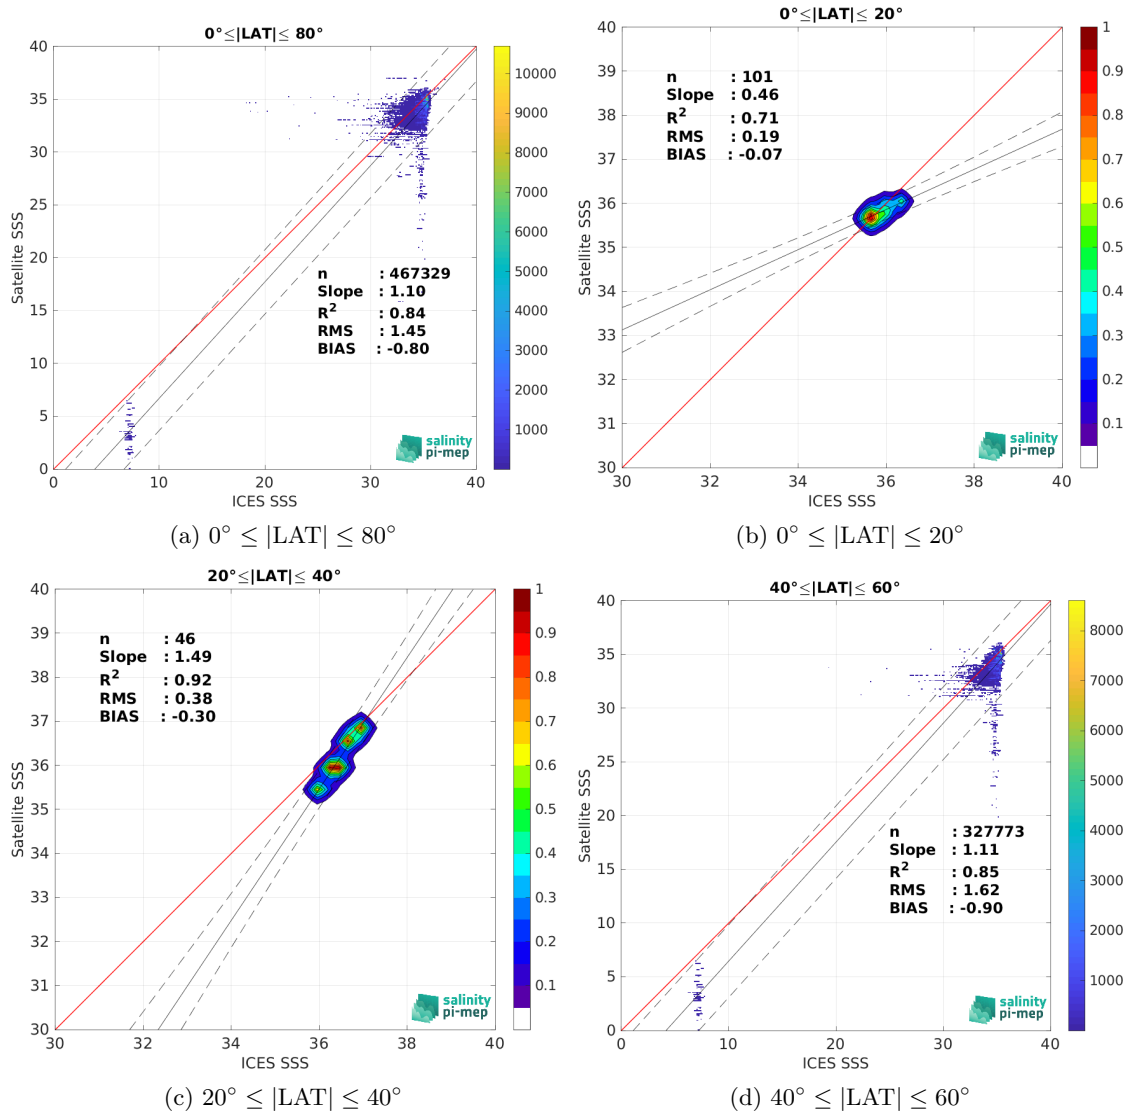 0°≤|LAT|≤ 80°
40
35
30
25
20
15
10
5
0
Satellite SSS
n : 467329
Slope : 1.10
R² : 0.84
RMS : 1.45
BIAS : -0.80
salinity
pi-mep
0 10 20 30 40
ICES SSS
10000
9000
8000
7000
6000
5000
4000
3000
2000
1000
(a) 0° ≤ |LAT| ≤ 80°
0°≤|LAT|≤ 20°
40
39
38
37
36
35
34
33
32
31
30
Satellite SSS
n : 101
Slope : 0.46
R² : 0.71
RMS : 0.19
BIAS : -0.07
salinity
pi-mep
30 32 34 36 38 40
ICES SSS
1
0.9
0.8
0.7
0.6
0.5
0.4
0.3
0.2
0.1
(b) 0° ≤ |LAT| ≤ 20°
20°≤|LAT|≤ 40°
40
39
38
37
36
35
34
33
32
31
30
Satellite SSS
n : 46
Slope : 1.49
R² : 0.92
RMS : 0.38
BIAS : -0.30
salinity
pi-mep
30 32 34 36 38 40
ICES SSS
1
0.9
0.8
0.7
0.6
0.5
0.4
0.3
0.2
0.1
(c) 20° ≤ |LAT| ≤ 40°
40°≤|LAT|≤ 60°
40
35
30
25
20
15
10
5
0
Satellite SSS
n : 327773
Slope : 1.11
R² : 0.85
RMS : 1.62
BIAS : -0.90
salinity
pi-mep
0 10 20 30 40
ICES SSS
8000
7000
6000
5000
4000
3000
2000
1000
(d) 40° ≤ |LAT| ≤ 60°